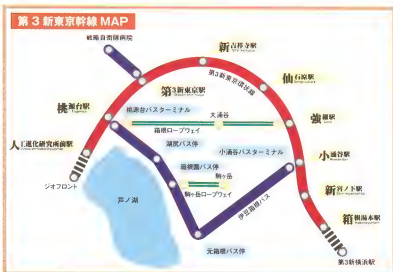 第3新東京幹線 MAP
戦略自衛隊病院
新吉祥寺駅
第3新東京環状線
仙石原駅
第3新東京駅
桃源台駅
桃源台バスターミナル
大涌谷
強羅駅
箱根ロープウェイ
人工進化研究所前駅
湖尻バス停
小涌谷バスターミナル
小涌谷駅
箱根園バス停
駒ヶ岳
ジオフロント
芦ノ湖
駒ヶ岳ロープウェイ
伊豆箱根バス
新宮ノ下駅
箱根湯本駅
元箱根バス停
第3新横浜駅